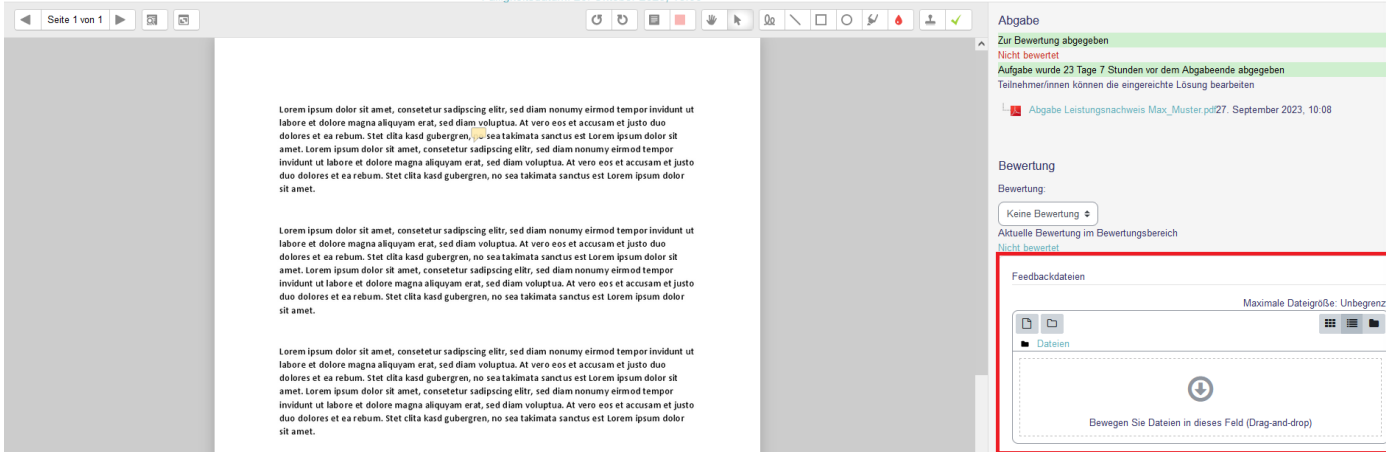 Seite 1 von 1
Lorem ipsum dolor sit amet, consetetur sadipscing elitr, sed diam nonumy eirmod tempor invidunt ut
labore et dolore magna aliquyam erat, sed diam voluptua. At vero eos et accusam et justo duo
dolores et ea rebum. Stet clita kasd gubergren, sea takimata sanctus est Lorem ipsum dolor sit
amet. Lorem ipsum dolor sit amet, consetetur sadipscing elitr, sed diam nonumy eirmod tempor
invidunt ut labore et dolore magna aliquyam erat, sed diam voluptua. At vero eos et accusam et justo
duo dolores et ea rebum. Stet clita kasd gubergren, no sea takimata sanctus est Lorem ipsum dolor
sit amet.
Lorem ipsum dolor sit amet, consetetur sadipscing elitr, sed diam nonumy eirmod tempor invidunt ut
labore et dolore magna aliquyam erat, sed diam voluptua. At vero eos et accusam et justo duo
dolores et ea rebum. Stet clita kasd gubergren, no sea takimata sanctus est Lorem ipsum dolor sit
amet. Lorem ipsum dolor sit amet, consetetur sadipscing elitr, sed diam nonumy eirmod tempor
invidunt ut labore et dolore magna aliquyam erat, sed diam voluptua. At vero eos et accusam et justo
duo dolores et ea rebum. Stet clita kasd gubergren, no sea takimata sanctus est Lorem ipsum dolor
sit amet.
Lorem ipsum dolor sit amet, consetetur sadipscing elitr, sed diam nonumy eirmod tempor invidunt ut
labore et dolore magna aliquyam erat, sed diam voluptua. At vero eos et accusam et justo duo
dolores et ea rebum. Stet clita kasd gubergren, no sea takimata sanctus est Lorem ipsum dolor sit
amet. Lorem ipsum dolor sit amet, consetetur sadipscing elitr, sed diam nonumy eirmod tempor
invidunt ut labore et dolore magna aliquyam erat, sed diam voluptua. At vero eos et accusam et justo
duo dolores et ea rebum. Stet clita kasd gubergren, no sea takimata sanctus est Lorem ipsum dolor
sit amet.
Abgabe
Zur Bewertung abgegeben
Nicht bewertet
Aufgabe wurde 23 Tage 7 Stunden vor dem Abgabeende abgegeben
Teilnehmer/innen können die eingereichte Lösung bearbeiten
Abgabe Leistungsnachweis Max_Muster.pdf27. September 2023, 10:08
Bewertung
Bewertung:
Keine Bewertung
Aktuelle Bewertung im Bewertungsbereich
Nicht bewertet
Feedbackdateien
Maximale Dateigröße: Unbegrenz
Dateien
Bewegen Sie Dateien in dieses Feld (Drag-and-drop)